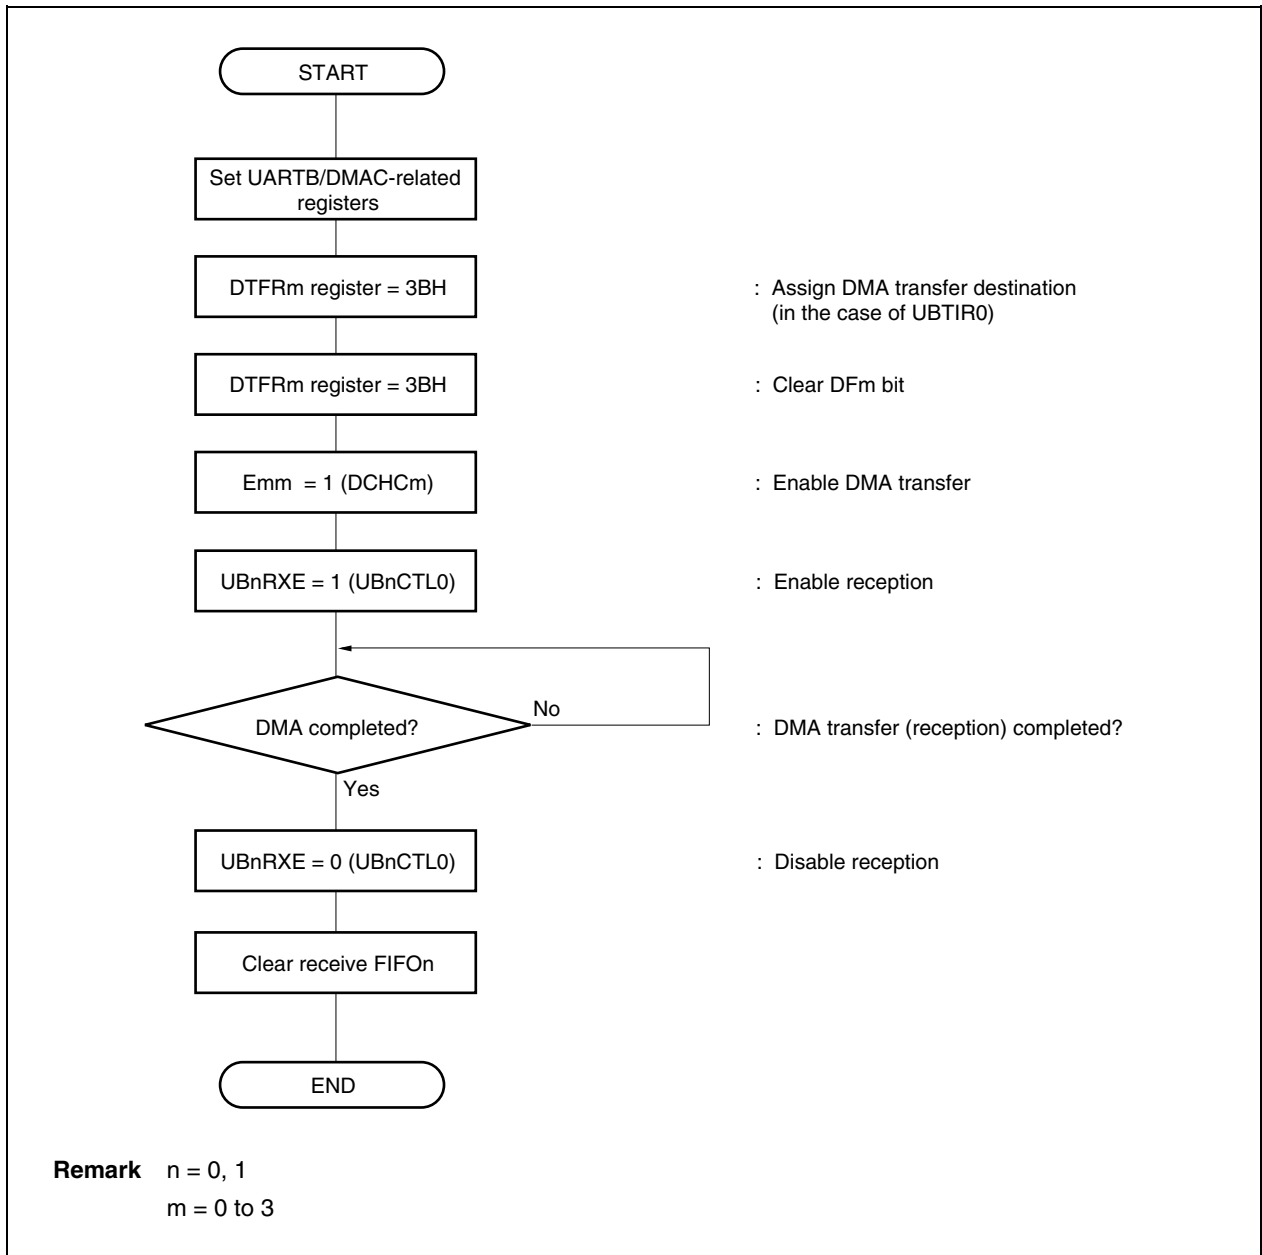 START
Set UARTB/DMAC-related
registers
DTFRm register = 3BH
: Assign DMA transfer destination
(in the case of UBTIR0)
DTFRm register = 3BH
: Clear DFm bit
Emm = 1 (DCHCm)
: Enable DMA transfer
UBnRXE = 1 (UBnCTL0)
: Enable reception
DMA completed?
No
: DMA transfer (reception) completed?
Yes
UBnRXE = 0 (UBnCTL0)
: Disable reception
Clear receive FIFOn
END
Remark n = 0, 1
m = 0 to 3